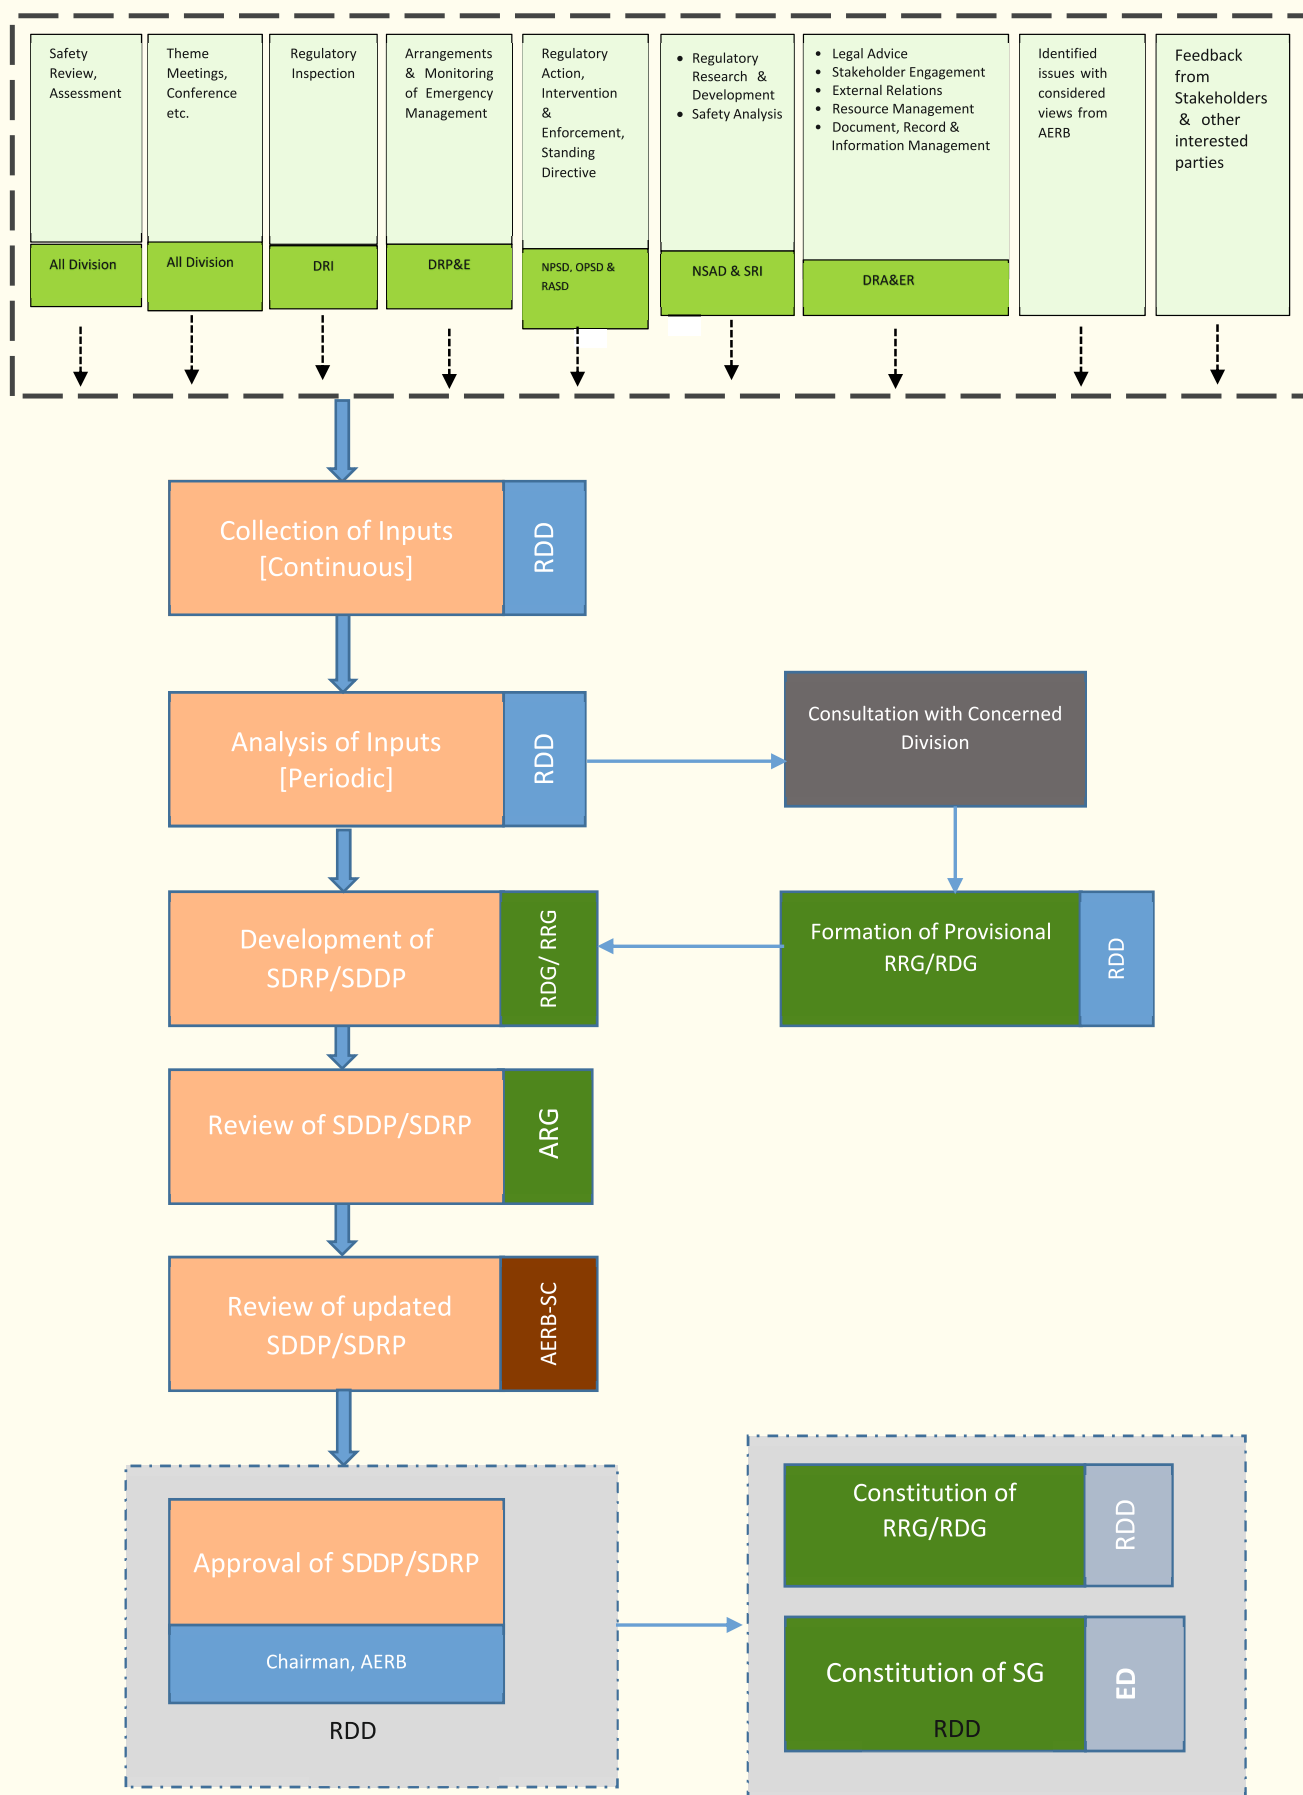 Safety
Review,
Assessment
All Division
Theme
Meetings,
Conference
etc.
All Division
Regulatory
Inspection
DRI
Arrangements
& Monitoring
of Emergency
Management
DRP&E
Regulatory
Action,
Intervention
&
Enforcement,
Standing
Directive
NPSD, OPSD &
RASD
• Regulatory
Research &
Development
• Safety Analysis
NSAD & SRI
• Legal Advice
• Stakeholder Engagement
• External Relations
• Resource Management
• Document, Record &
Information Management
DRA&ER
Identified
issues with
considered
views from
AERB
Feedback
from
Stakeholders
& other
interested
parties
Collection of Inputs
[Continuous]
RDD
Analysis of Inputs
[Periodic]
RDD
Consultation with Concerned
Division
Development of
SDRP/SDDP
RDG/ RRG
Formation of Provisional
RRG/RDG
RDD
Review of SDDP/SDRP
ARG
Review of updated
SDDP/SDRP
AERB-SC
Approval of SDDP/SDRP
Chairman, AERB
RDD
Constitution of
RRG/RDG
RDD
Constitution of SG
ED
RDD